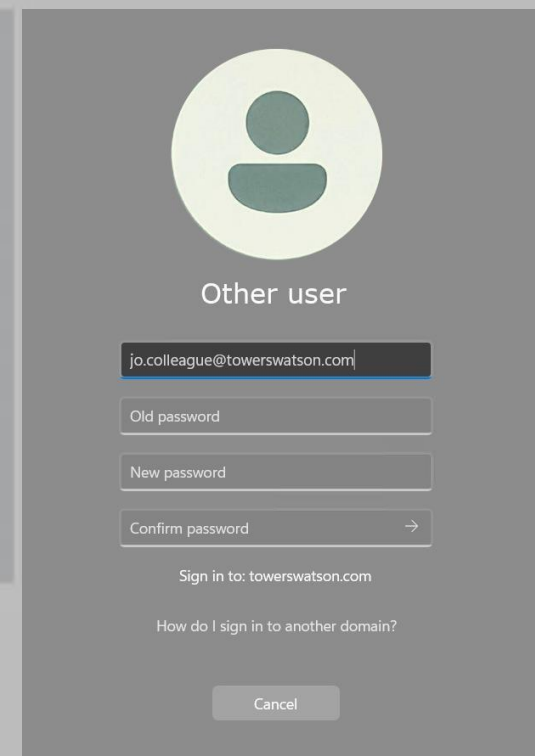 Other user
jo.colleague@towerswatson.com
Old password
New password
Confirm password
Sign in to: towerswatson.com
How do I sign in to another domain?
Cancel